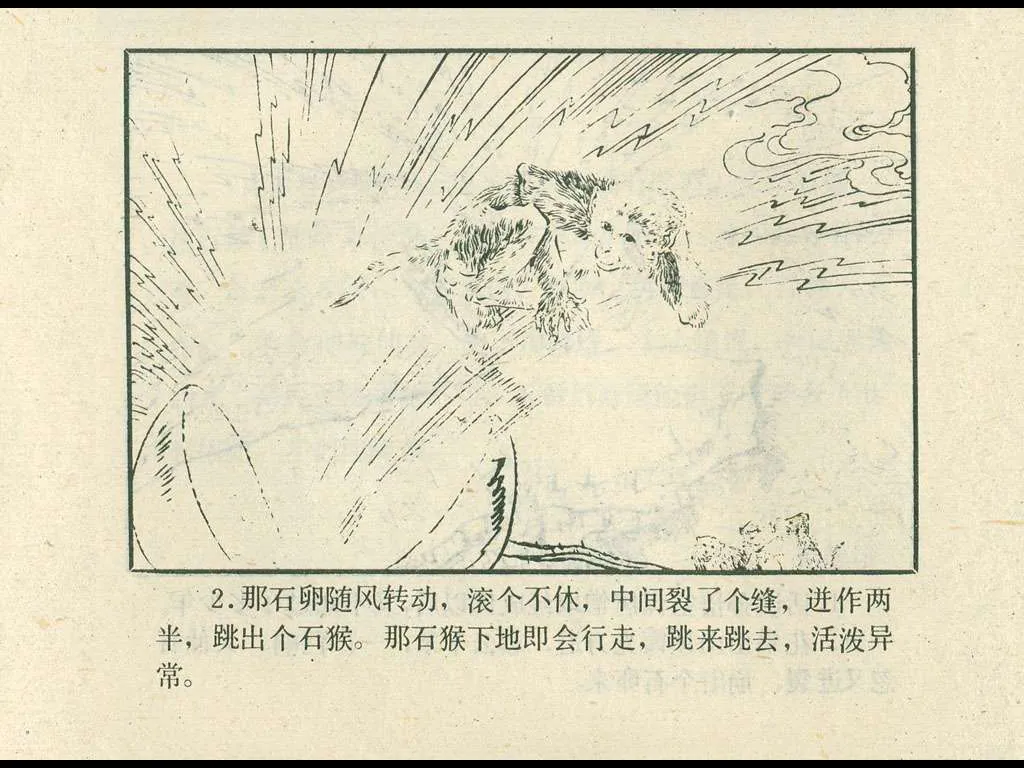 2.那石卵随风转动，滚个不休，中间裂了个缝，迸作两
半，跳出个石猴。那石猴下地即会行走，跳来跳去，活泼异
常。